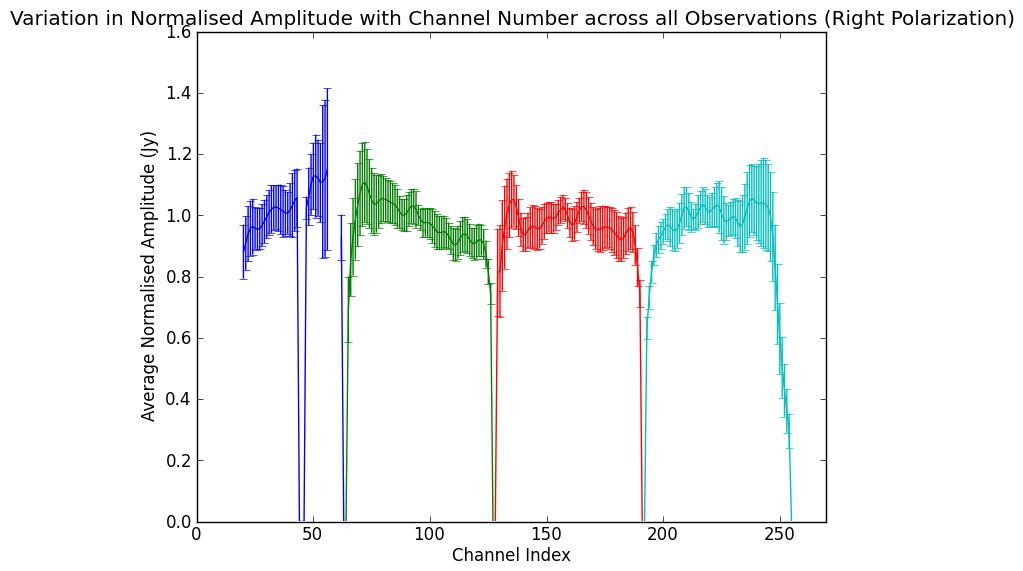 Variation in Normalised Amplitude with Channel Number across all Observations (Right Polarization)
1.6
1.4
1.2
1.0
0.8
0.6
0.4
0.2
0.0
Average Normalised Amplitude (Jy)
0 50 100 150 200 250
Channel Index